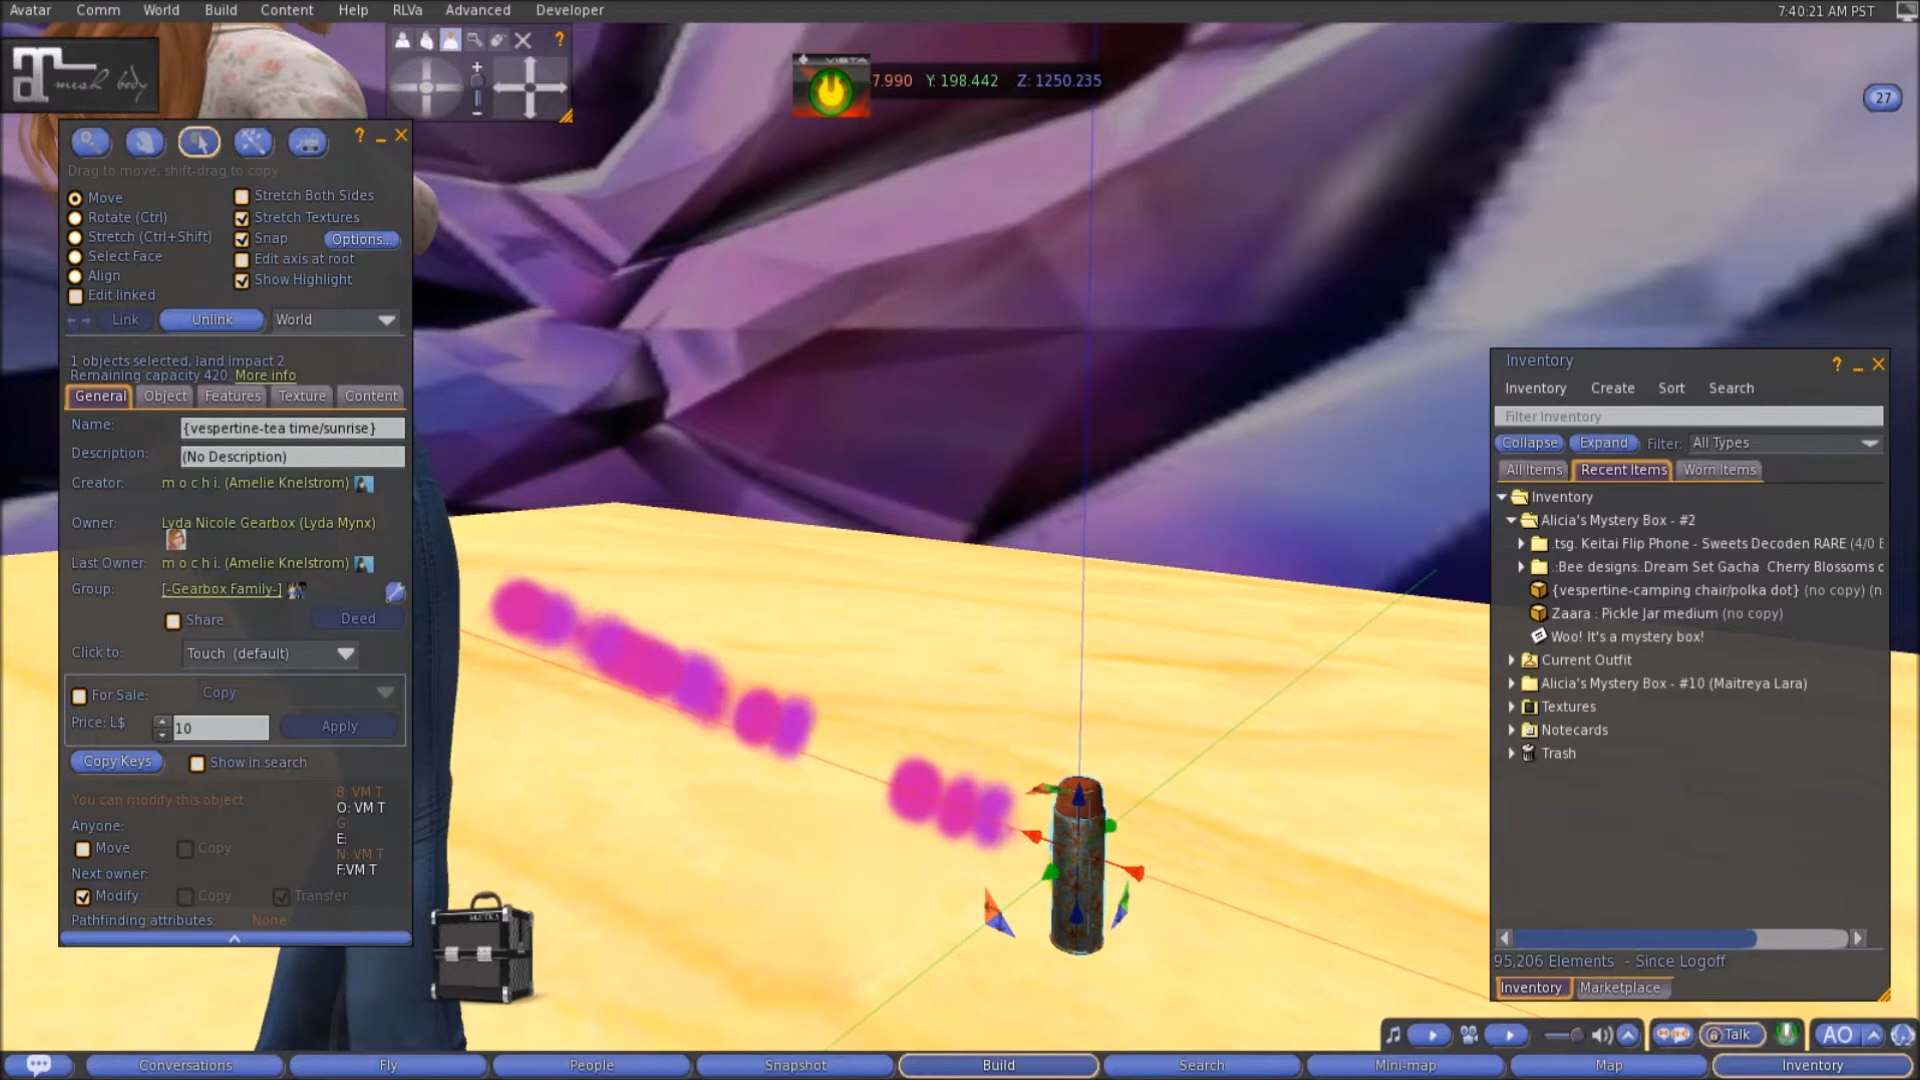 Avatar Comm World Build Content Help RLVa Advanced Developer
7:40:21 AM PST
mesh body
VISTA
7.990 Y: 198.442 Z: 1250.235
27
Drag to move, shift-drag to copy
Move
Rotate (Ctrl)
Stretch (Ctrl+Shift)
Select Face
Align
Edit linked
Stretch Both Sides
Stretch Textures
Snap Options...
Edit axis at root
Show Highlight
Link Unlink World
1 objects selected, land impact 2
Remaining capacity 420 More info
General Object Features Texture Content
Name: {vespertine-tea time/sunrise}
Description: (No Description)
Creator: m o c h i. (Amelie Knelstrom)
Owner: Lyda Nicole Gearbox (Lyda Mynx)
Last Owner: m o c h i. (Amelie Knelstrom)
Group: [-Gearbox Family-]
Share Deed
Click to: Touch (default)
For Sale: Copy
Price: L$ 10 Apply
Copy Keys Show in search
You can modify this object
B: VM T
O: VM T
G:
E:
N: VM T
F:VM T
Anyone:
Move Copy
Next owner:
Modify Copy Transfer
Pathfinding attributes: None
Inventory
Inventory Create Sort Search
Filter Inventory
Collapse Expand Filter: All Types
All Items Recent Items Worn Items
Inventory
Alicia's Mystery Box - #2
.tsg. Keitai Flip Phone - Sweets Decoden RARE (4/0 E
.:Bee designs:.Dream Set Gacha Cherry Blossoms c
{vespertine-camping chair/polka dot} (no copy) (n
Zaara : Pickle Jar medium (no copy)
Woo! It's a mystery box!
Current Outfit
Alicia's Mystery Box - #10 (Maitreya Lara)
Textures
Notecards
Trash
95,206 Elements - Since Logoff
Inventory Marketplace
Talk AO
Conversations Fly People Snapshot Build Search Mini-map Map Inventory